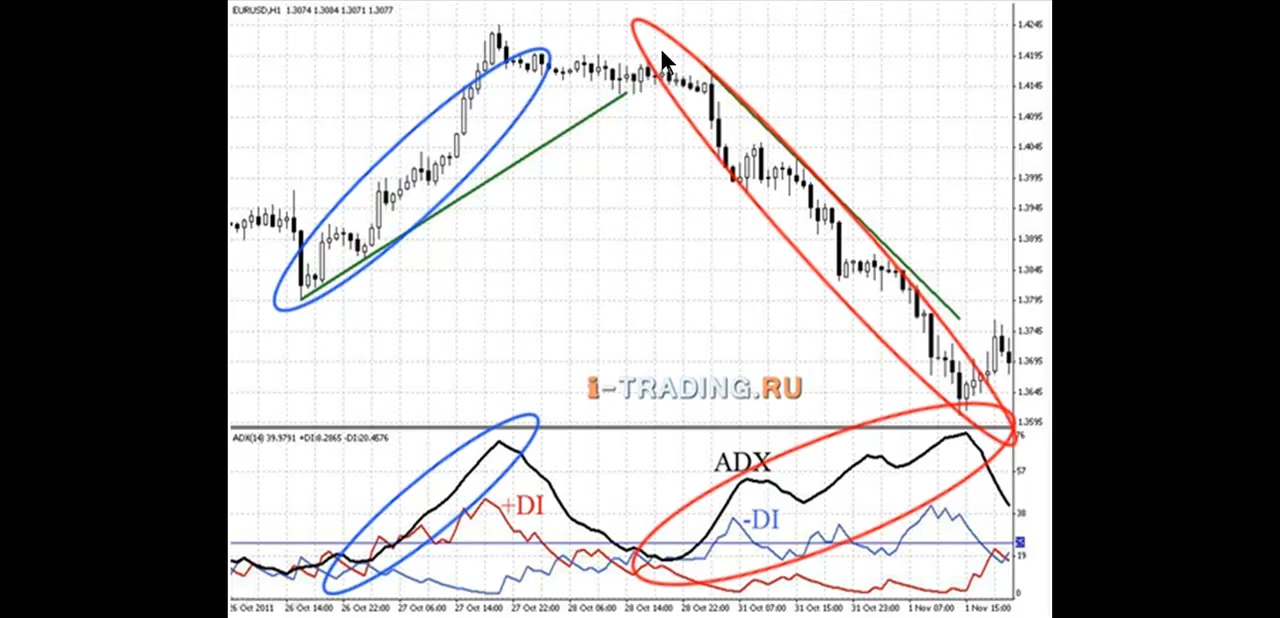 EURUSD,H1 1.3074 1.3084 1.3071 1.3077
1.4245
1.4195
1.4145
1.4095
1.4045
1.3995
1.3945
1.3895
1.3845
1.3795
1.3745
1.3695
1.3645
1.3595
i-TRADING.RU
ADX(14) 39.9791 +DI:8.2865 -DI:20.4576
76
ADX
57
+DI
-DI
38
19
0
26 Oct 2011 26 Oct 14:00 26 Oct 22:00 27 Oct 06:00 27 Oct 14:00 27 Oct 22:00 28 Oct 06:00 28 Oct 14:00 28 Oct 22:00 31 Oct 07:00 31 Oct 15:00 31 Oct 23:00 1 Nov 07:00 1 Nov 15:00